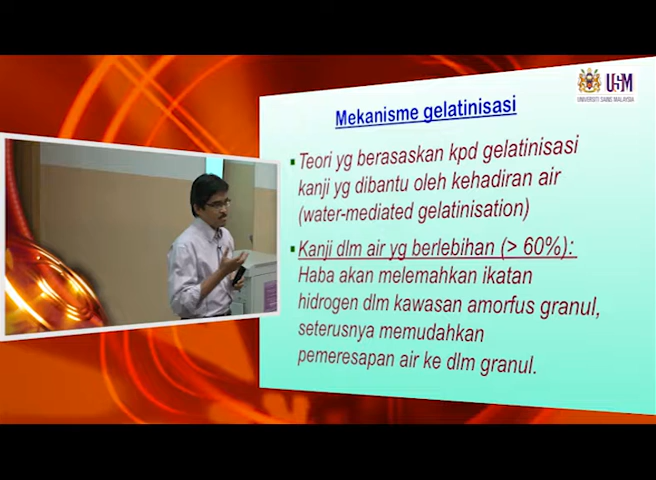 USM
UNIVERSITI SAINS MALAYSIA
Mekanisme gelatinisasi
Teori yg berasaskan kpd gelatinisasi
kanji yg dibantu oleh kehadiran air
(water-mediated gelatinisation)
Kanji dlm air yg berlebihan (> 60%):
Haba akan melemahkan ikatan
hidrogen dlm kawasan amorfus granul,
seterusnya memudahkan
pemeresapan air ke dlm granul.